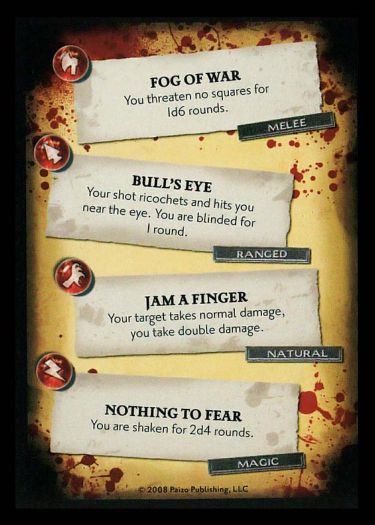 FOG OF WAR
You threaten no squares for
1d6 rounds.
MELEE
BULL'S EYE
Your shot ricochets and hits you
near the eye. You are blinded for
1 round.
RANGED
JAM A FINGER
Your target takes normal damage,
you take double damage.
NATURAL
NOTHING TO FEAR
You are shaken for 2d4 rounds.
MAGIC
© 2008 Paizo Publishing, LLC